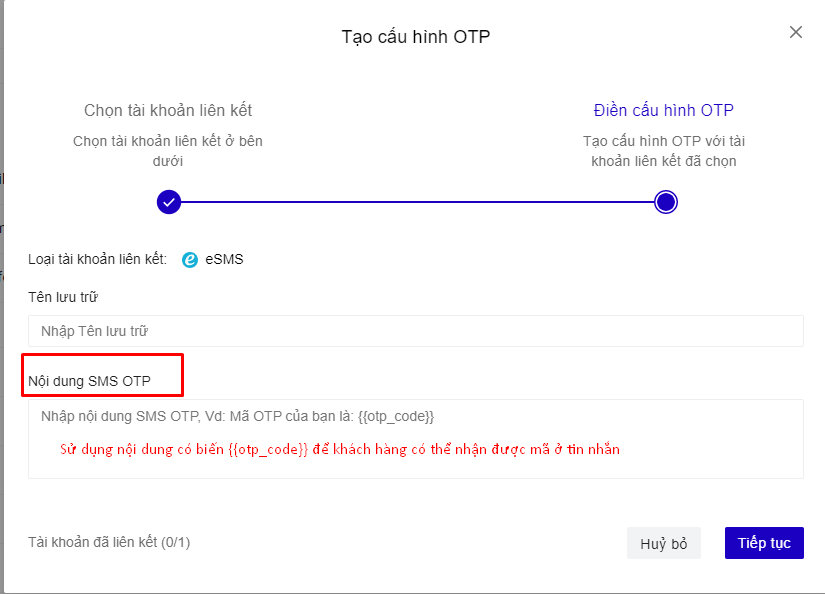 Tạo cấu hình OTP
Chọn tài khoản liên kết
Chọn tài khoản liên kết ở bên
dưới
Điền cấu hình OTP
Tạo cấu hình OTP với tài
khoản liên kết đã chọn
Loại tài khoản liên kết: eSMS
Tên lưu trữ
Nhập Tên lưu trữ
Nội dung SMS OTP
Nhập nội dung SMS OTP, Vd: Mã OTP của bạn là: {{otp_code}}
Sử dụng nội dung có biến {{otp_code}} để khách hàng có thể nhận được mã ở tin nhắn
Tài khoản đã liên kết (0/1)
Huỷ bỏ
Tiếp tục